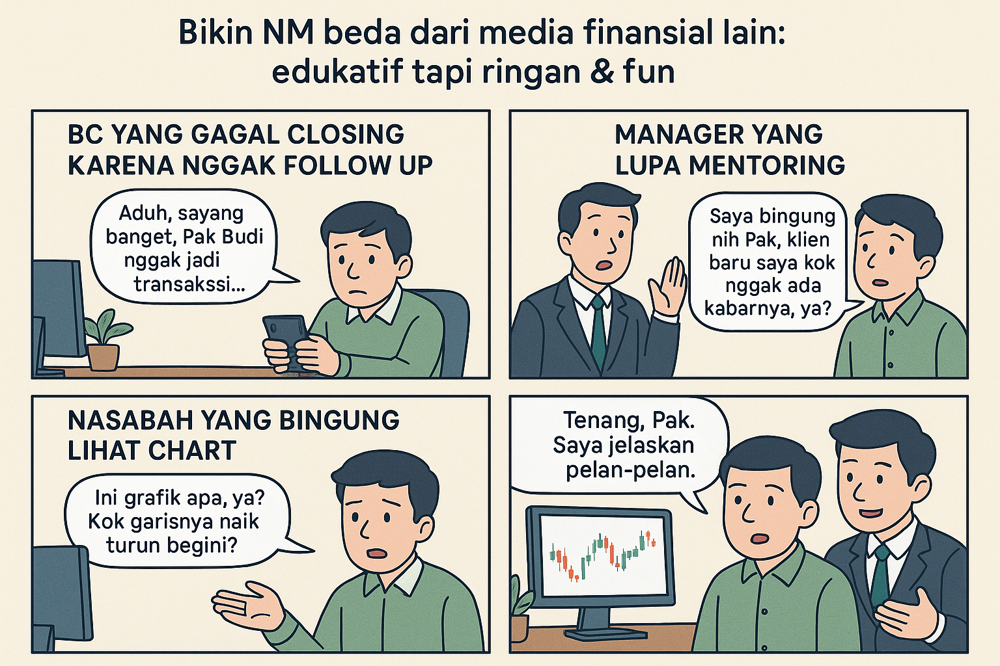 Bikin NM beda dari media finansial lain:
edukatif tapi ringan & fun
BC YANG GAGAL CLOSING
KARENA NGGAK FOLLOW UP
Aduh, sayang
banget, Pak Budi
nggak jadi
transakssi...
MANAGER YANG
LUPA MENTORING
Saya bingung
nih Pak, klien
baru saya kok
nggak ada
kabarnya, ya?
NASABAH YANG BINGUNG
LIHAT CHART
Ini grafik apa, ya?
Kok garisnya naik
turun begini?
Tenang, Pak.
Saya jelaskan
pelan-pelan.